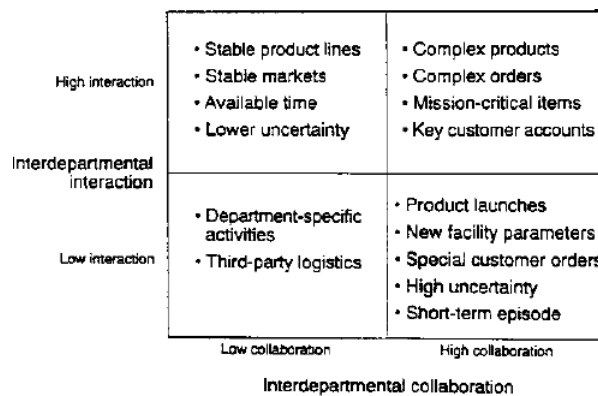 High interaction
• Stable product lines
• Stable markets
• Available time
• Lower uncertainty
• Complex products
• Complex orders
• Mission-critical items
• Key customer accounts
Interdepartmental
interaction
Low interaction
• Department-specific
activities
• Third-party logistics
• Product launches
• New facility parameters
• Special customer orders
• High uncertainty
• Short-term episode
Low collaboration
High collaboration
Interdepartmental collaboration